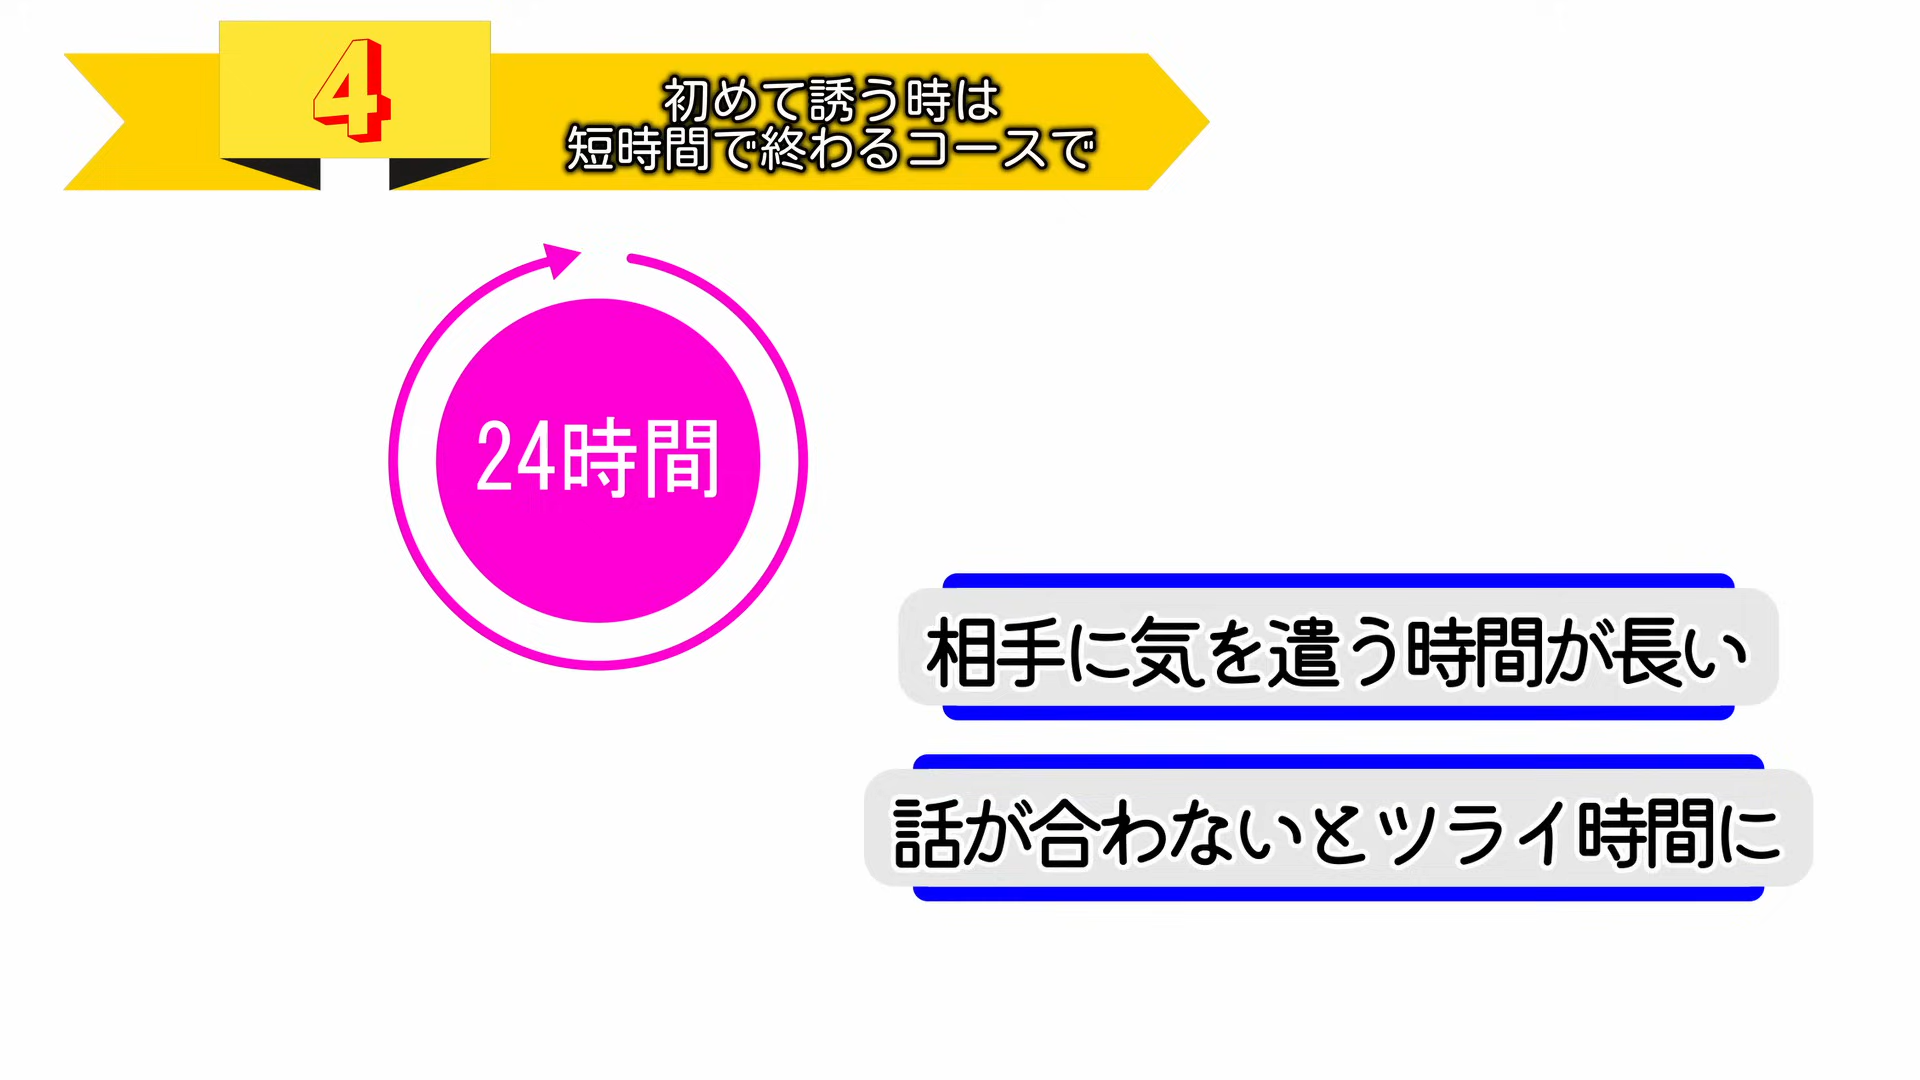 4
初めて誘う時は
短時間で終わるコースで
24時間
相手に気を遣う時間が長い
話が合わないとツライ時間に